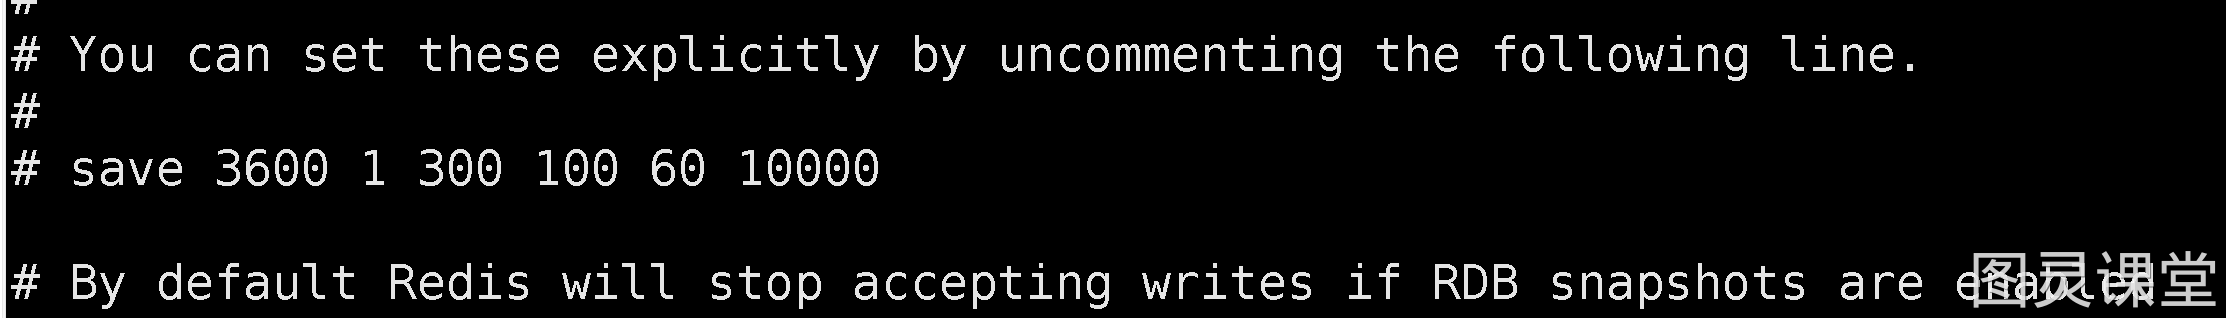 #
# You can set these explicitly by uncommenting the following line.
#
# save 3600 1 300 100 60 10000
# By default Redis will stop accepting writes if RDB snapshots are enabled
图灵课堂